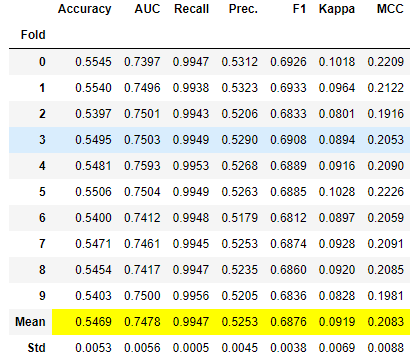 Accuracy AUC Recall Prec. F1 Kappa MCC
Fold
0 0.5545 0.7397 0.9947 0.5312 0.6926 0.1018 0.2209
1 0.5540 0.7496 0.9938 0.5323 0.6933 0.0964 0.2122
2 0.5397 0.7501 0.9943 0.5206 0.6833 0.0801 0.1916
3 0.5495 0.7503 0.9949 0.5290 0.6908 0.0894 0.2053
4 0.5481 0.7593 0.9953 0.5268 0.6889 0.0916 0.2090
5 0.5506 0.7504 0.9949 0.5263 0.6885 0.1028 0.2226
6 0.5400 0.7412 0.9948 0.5179 0.6812 0.0897 0.2059
7 0.5471 0.7461 0.9945 0.5253 0.6874 0.0928 0.2091
8 0.5454 0.7417 0.9947 0.5235 0.6860 0.0920 0.2085
9 0.5403 0.7500 0.9956 0.5205 0.6836 0.0828 0.1981
Mean 0.5469 0.7478 0.9947 0.5253 0.6876 0.0919 0.2083
Std 0.0053 0.0056 0.0005 0.0045 0.0038 0.0069 0.0088